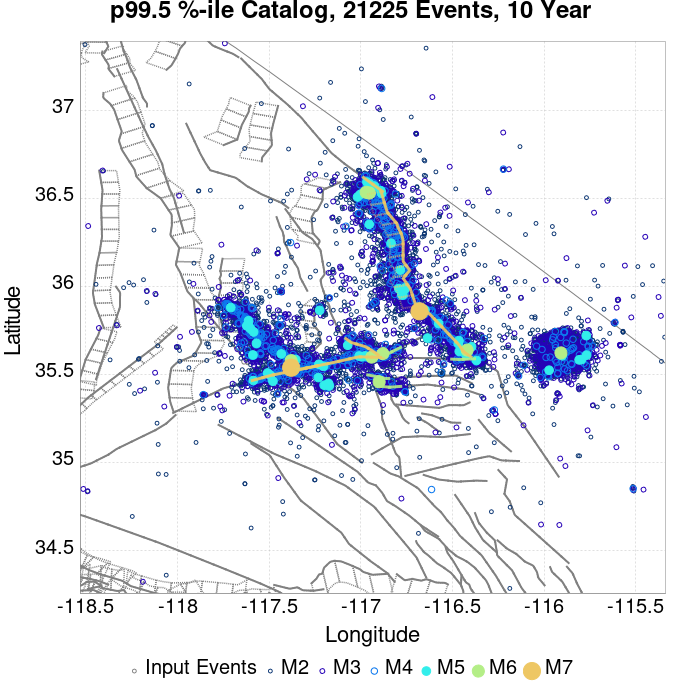 p99.5 %-ile Catalog, 21225 Events, 10 Year
37
36.5
36
35.5
35
34.5
Latitude
-118.5 -118 -117.5 -117 -116.5 -116 -115.5
Longitude
Input Events M2 M3 M4 M5 M6 M7